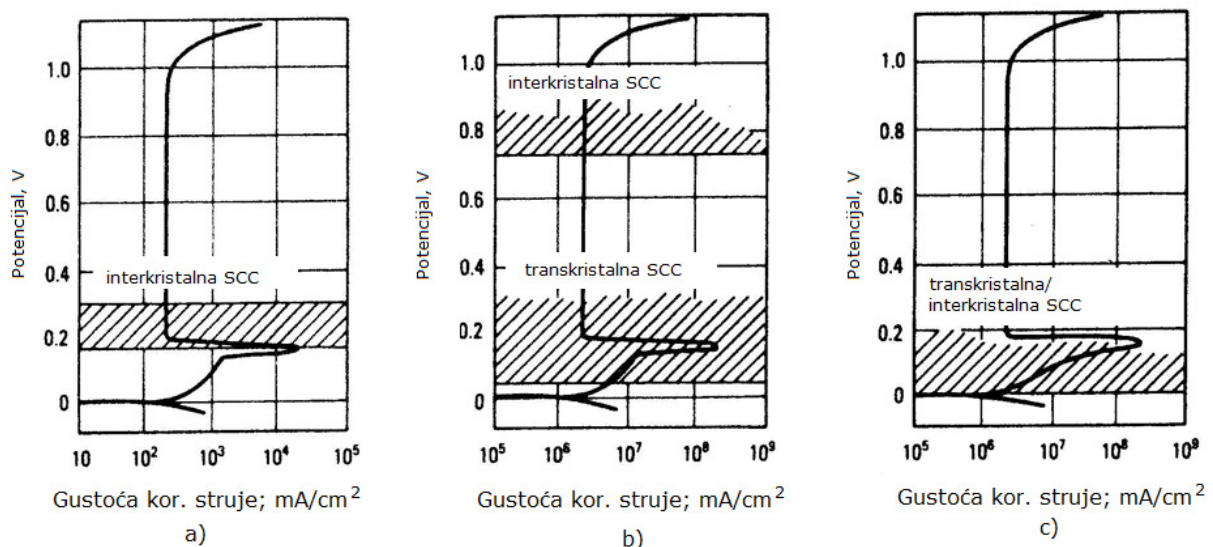 Potencijal, V
1.0
0.8
0.6
0.4
0.2
0
interkristalna SCC
10 10² 10³ 10⁴ 10⁵
Gustoća kor. struje; mA/cm²
a)
Potencijal, V
1.0
0.8
0.6
0.4
0.2
0
interkristalna SCC
transkristalna SCC
10⁵ 10⁶ 10⁷ 10⁸ 10⁹
Gustoća kor. struje; mA/cm²
b)
Potencijal, V
1.0
0.8
0.6
0.4
0.2
0
transkristalna/
interkristalna SCC
10⁵ 10⁶ 10⁷ 10⁸ 10⁹
Gustoća kor. struje; mA/cm²
c)